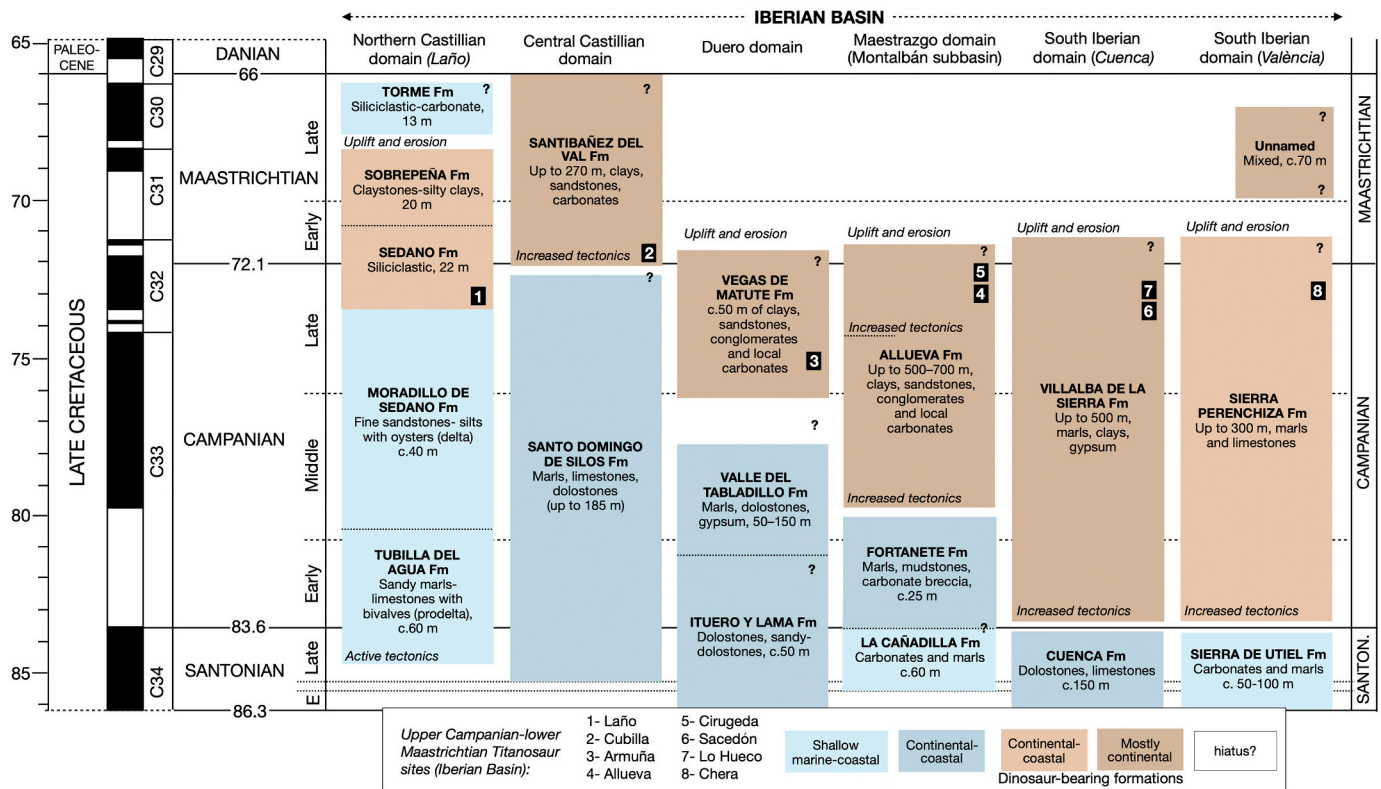 IBERIAN BASIN
Northern Castillian
domain (Laño)
Central Castillian
domain
Duero domain
Maestrazgo domain
(Montalbán subbasin)
South Iberian
domain (Cuenca)
South Iberian
domain (València)
65
70
75
80
85
LATE CRETACEOUS
PALEO-
CENE
C29
C30
C31
C32
C33
C34
DANIAN
66
MAASTRICHTIAN
72.1
CAMPANIAN
83.6
SANTONIAN
86.3
Late
Early
Late
Middle
Early
Late
E
TORME Fm
?
Siliciclastic-carbonate,
13 m
Uplift and erosion
SOBREPEÑA Fm
Claystones-silty clays,
20 m
SEDANO Fm
Siliciclastic, 22 m
1
MORADILLO DE
SEDANO Fm
Fine sandstones- silts
with oysters (delta)
c.40 m
TUBILLA DEL
AGUA Fm
Sandy marls-
limestones with
bivalves (prodelta),
c.60 m
Active tectonics
?
SANTIBAÑEZ DEL
VAL Fm
Up to 270 m, clays,
sandstones,
carbonates
Increased tectonics
2
?
SANTO DOMINGO
DE SILOS Fm
Marls, limestones,
dolostones
(up to 185 m)
Uplift and erosion
?
VEGAS DE
MATUTE Fm
c.50 m of clays,
sandstones,
conglomerates
and local
carbonates
3
?
VALLE DEL
TABLADILLO Fm
Marls, dolostones,
gypsum, 50–150 m
?
ITUERO Y LAMA Fm
Dolostones, sandy-
dolostones, c.50 m
Uplift and erosion
?
5
4
Increased tectonics
ALLUEVA Fm
Up to 500–700 m,
clays, sandstones,
conglomerates
and local
carbonates
Increased tectonics
FORTANETE Fm
Marls, mudstones,
carbonate breccia,
c.25 m
?
LA CAÑADILLA Fm
Carbonates and marls
c.60 m
Uplift and erosion
?
7
6
VILLALBA DE LA
SIERRA Fm
Up to 500 m,
marls, clays,
gypsum
Increased tectonics
CUENCA Fm
Dolostones, limestones
c.150 m
?
Unnamed
Mixed, c.70 m
?
Uplift and erosion
?
8
SIERRA
PERENCHIZA Fm
Up to 300 m, marls
and limestones
Increased tectonics
SIERRA DE UTIEL Fm
Carbonates and marls
c. 50-100 m
MAASTRICHTIAN
CAMPANIAN
SANTON.
Upper Campanian-lower
Maastrichtian Titanosaur
sites (Iberian Basin):
1- Laño
2- Cubilla
3- Armuña
4- Allueva
5- Cirugeda
6- Sacedón
7- Lo Hueco
8- Chera
Shallow
marine-coastal
Continental-
coastal
Continental-
coastal
Mostly
continental
hiatus?
Dinosaur-bearing formations